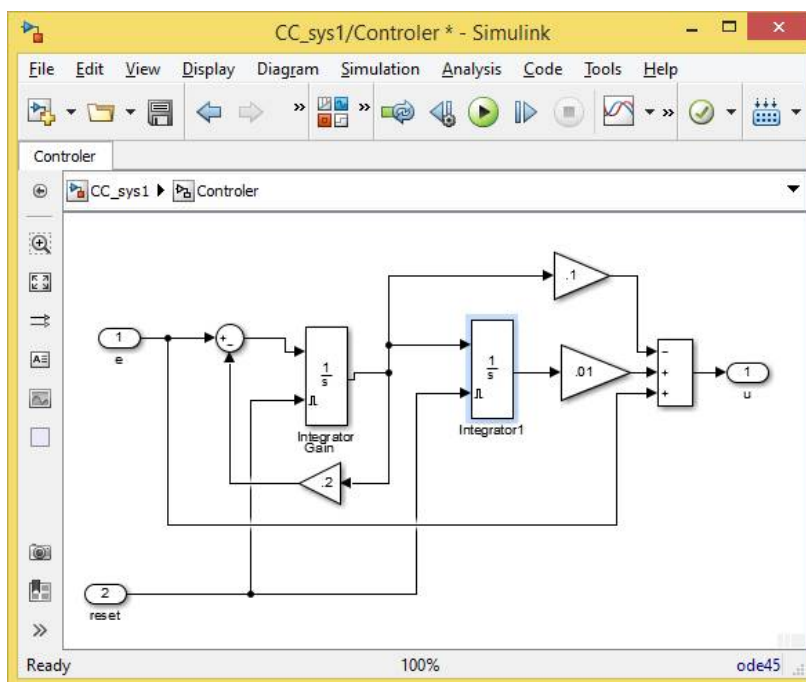 CC_sys1/Controler * - Simulink
File Edit View Display Diagram Simulation Analysis Code Tools Help
» »
»
Controler
CC_sys1 Controler
.1
1
e
+
-
1
s
Integrator
Gain
1
s
Integrator1
.01
-
+
+
1
u
.2
2
reset
»
Ready 100% ode45